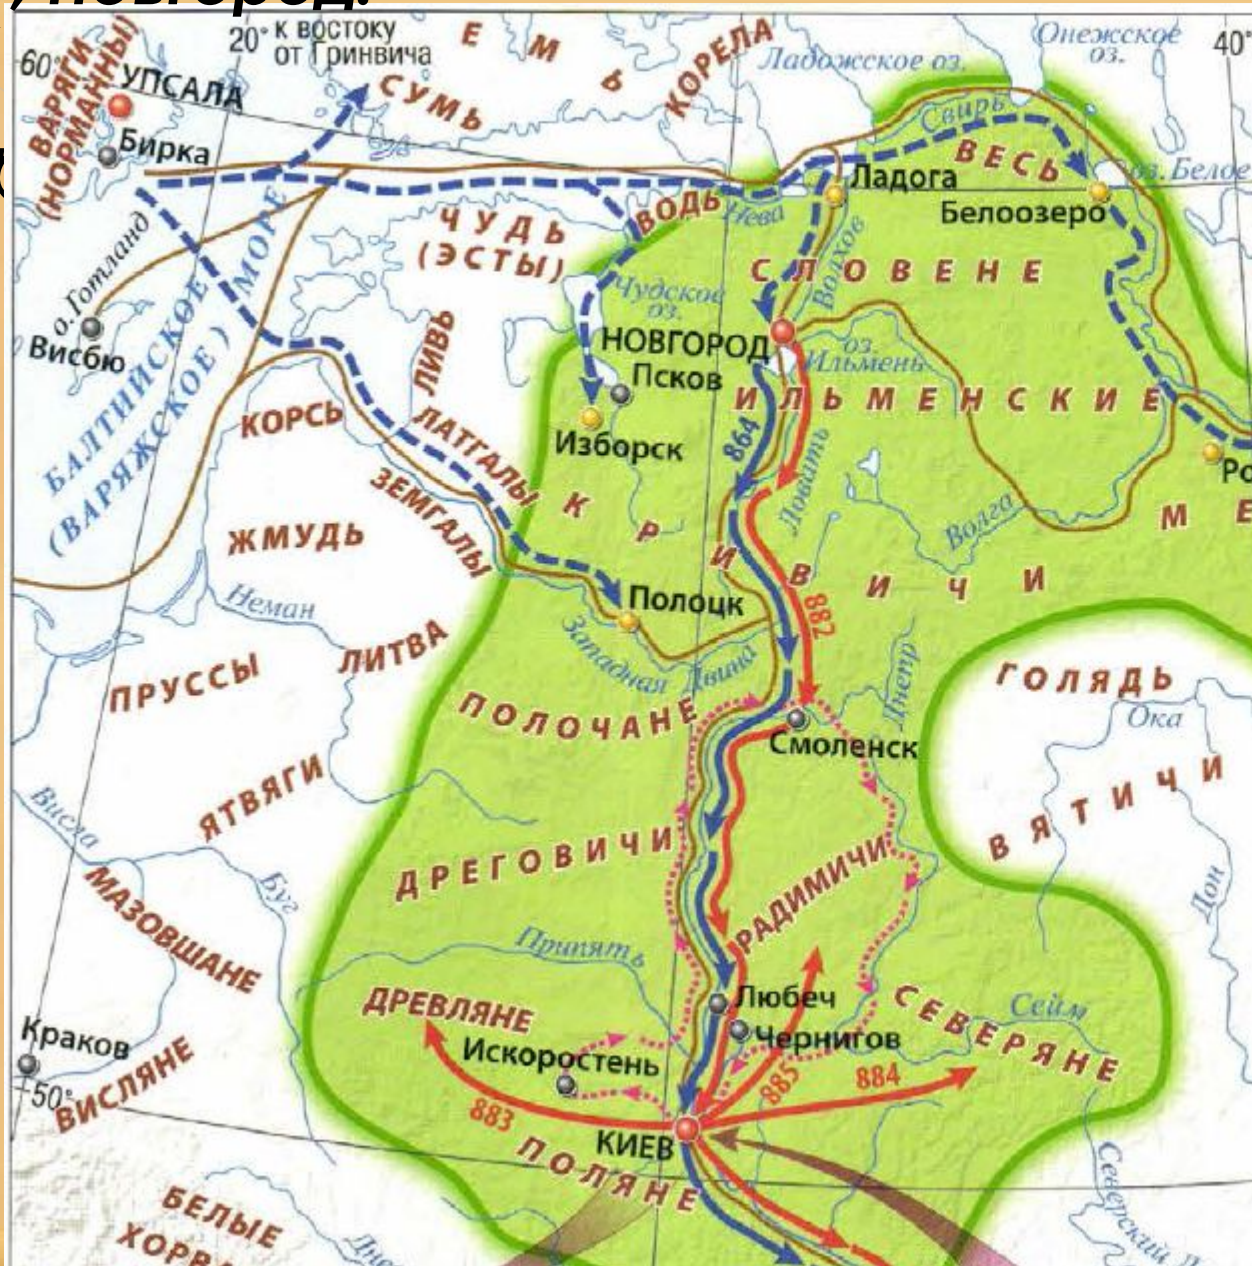 , Новгород.
20° к востоку
от Гринвича
Е М Ь
КОРЕЛА
Ладожское оз.
Онежское
оз.
40°
60°
ВАРЯГИ
(НОРМАННЫ)
УПСАЛА
СУМЬ
Свирь
Бирка
ВЕСЬ
оз. Белое
Ладога
Белоозеро
ВОДЬ
Нева
ЧУДЬ
(ЭСТЫ)
Волхов
о. Готланд
СЛОВЕНЕ
Чудское
оз.
Висбю
БАЛТИЙСКОЕ МОРЕ
(ВАРЯЖСКОЕ)
НОВГОРОД
оз.
Ильмень
ЛИВЬ
Псков
ИЛЬМЕНСКИЕ
КОРСЬ
ЛАТГАЛЫ
864
Изборск
Ро
ЗЕМГАЛЫ
Ловать
КРИВИЧИ
Волга
М Е
ЖМУДЬ
882
Неман
Полоцк
ЛИТВА
Западная Двина
Днепр
ПРУССЫ
ГОЛЯДЬ
ПОЛОЧАНЕ
Ока
Смоленск
ЯТВЯГИ
ВЯТИЧИ
Висла
ДРЕГОВИЧИ
РАДИМИЧИ
Буг
Дон
МАЗОВШАНЕ
Припять
ДРЕВЛЯНЕ
Любеч
СЕВЕРЯНЕ
Сейм
Чернигов
Краков
Искоростень
885
884
50°
ВИСЛЯНЕ
883
КИЕВ
ПОЛЯНЕ
БЕЛЫЕ
ХОРВ
Дне
Северский Д